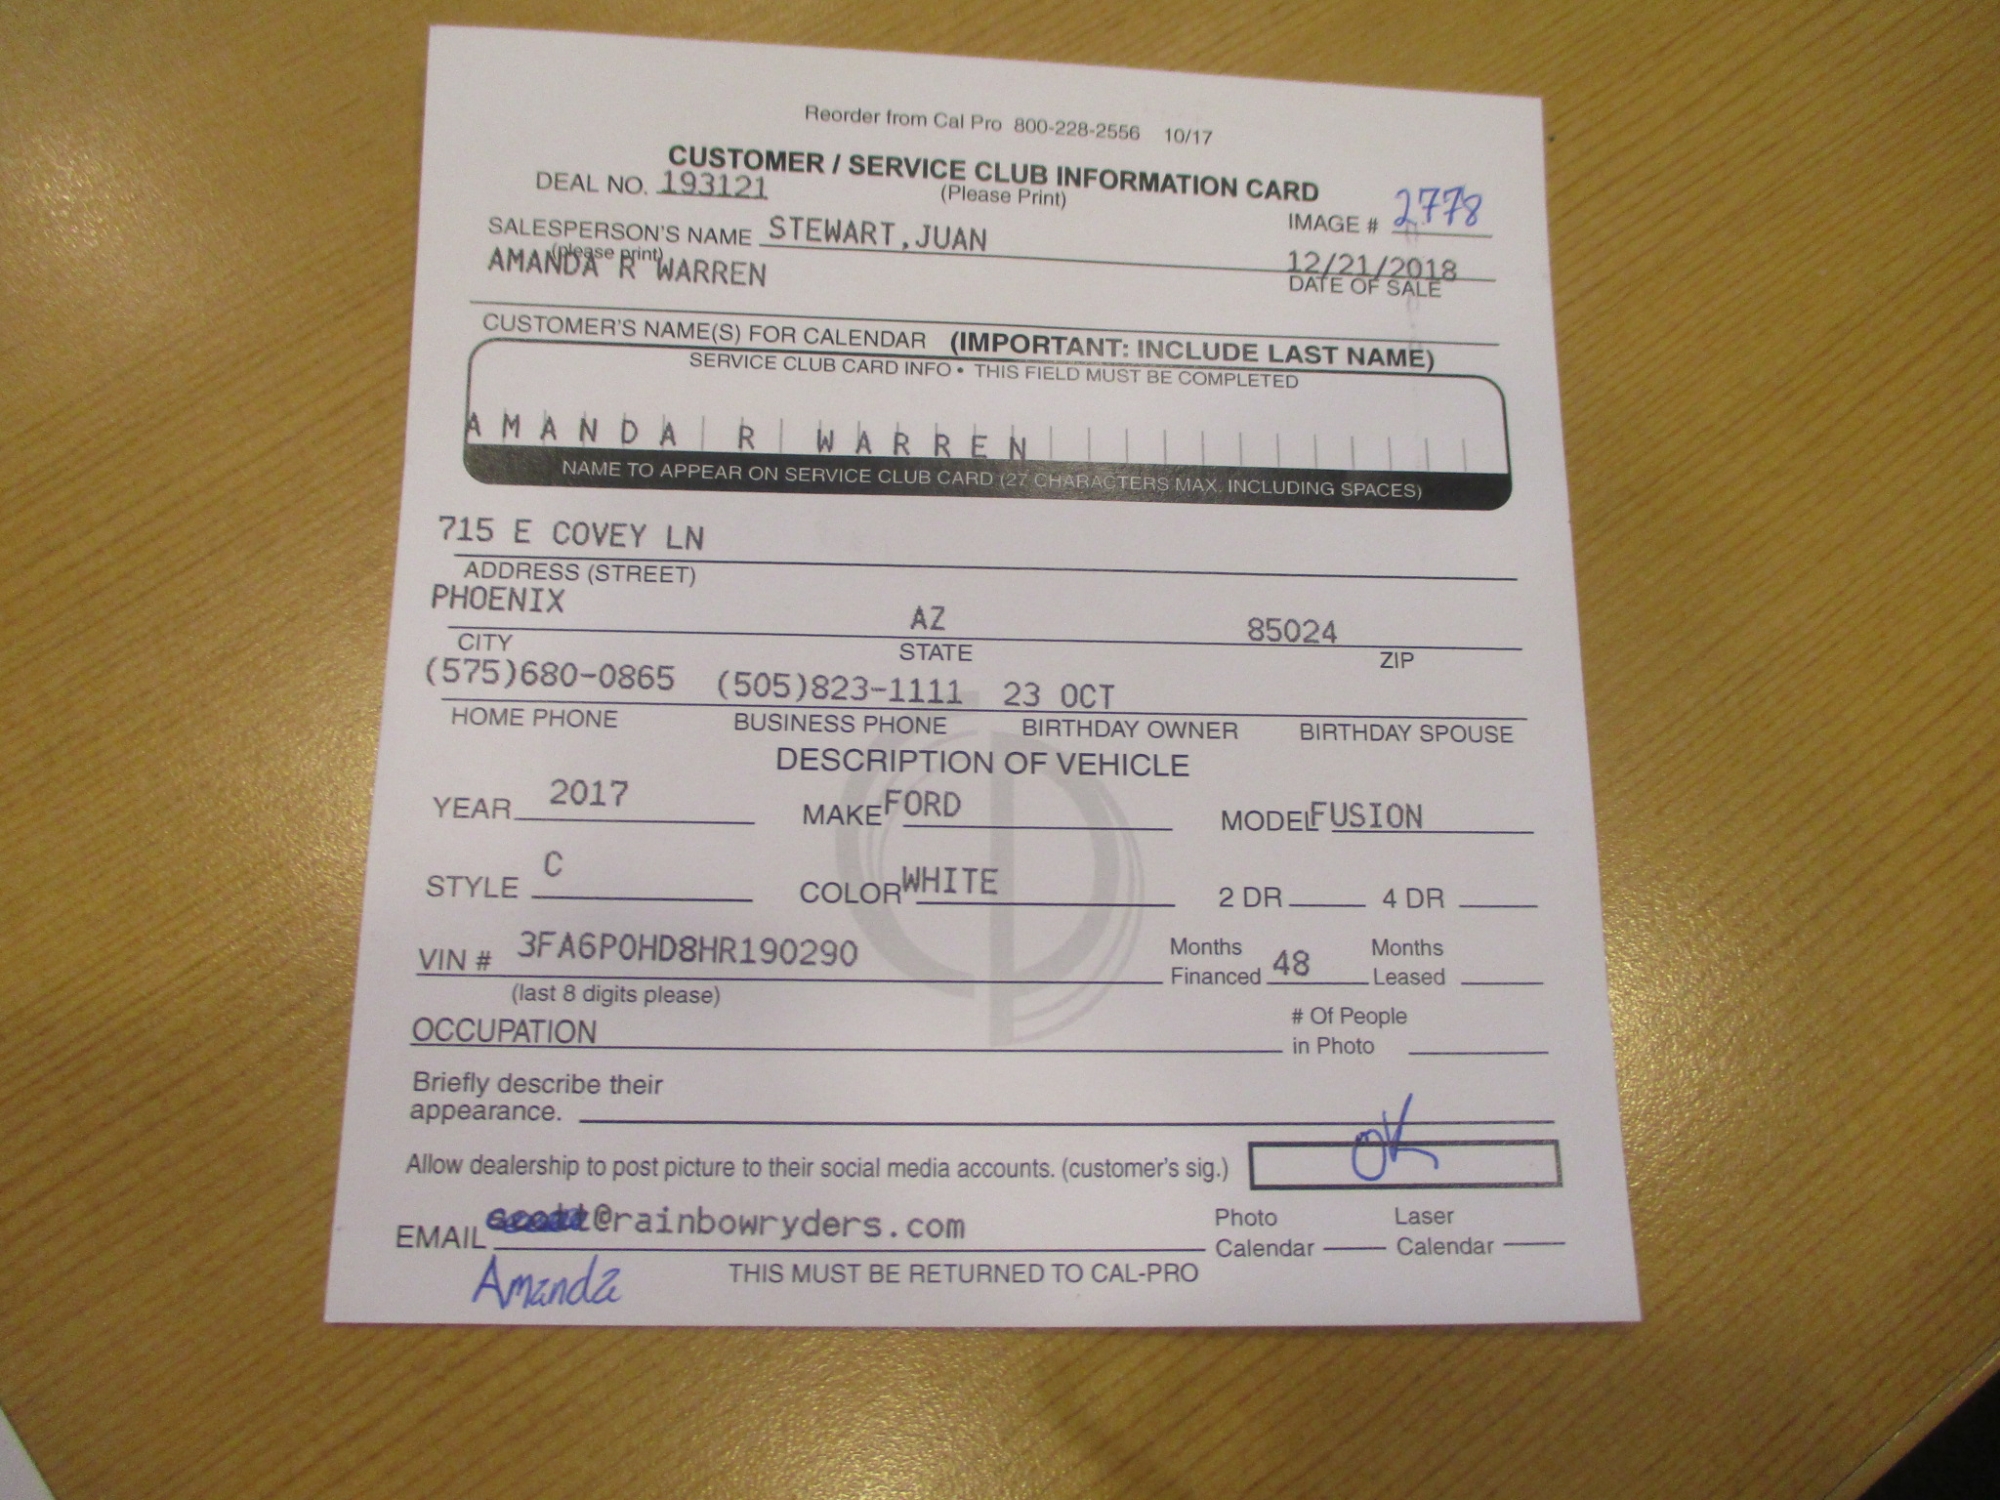 Reorder from Cal Pro 800-228-2556 10/17
CUSTOMER / SERVICE CLUB INFORMATION CARD
DEAL NO. 193121 (Please Print)
IMAGE # 2778
SALESPERSON'S NAME STEWART,JUAN
(please print)
AMANDA R WARREN
12/21/2018
DATE OF SALE
CUSTOMER'S NAME(S) FOR CALENDAR (IMPORTANT: INCLUDE LAST NAME)
SERVICE CLUB CARD INFO • THIS FIELD MUST BE COMPLETED
AMANDA R WARREN
NAME TO APPEAR ON SERVICE CLUB CARD (27 CHARACTERS MAX. INCLUDING SPACES)
715 E COVEY LN
ADDRESS (STREET)
PHOENIX AZ 85024
CITY STATE ZIP
(575)680-0865 (505)823-1111 23 OCT
HOME PHONE BUSINESS PHONE BIRTHDAY OWNER BIRTHDAY SPOUSE
DESCRIPTION OF VEHICLE
YEAR 2017 MAKE FORD MODEL FUSION
STYLE C COLOR WHITE 2 DR 4 DR
VIN # 3FA6P0HD8HR190290 Months Financed 48 Months Leased
(last 8 digits please)
OCCUPATION # Of People in Photo
Briefly describe their
appearance.
Allow dealership to post picture to their social media accounts. (customer's sig.) OK
EMAIL @rainbowryders.com Photo Calendar Laser Calendar
Amanda THIS MUST BE RETURNED TO CAL-PRO